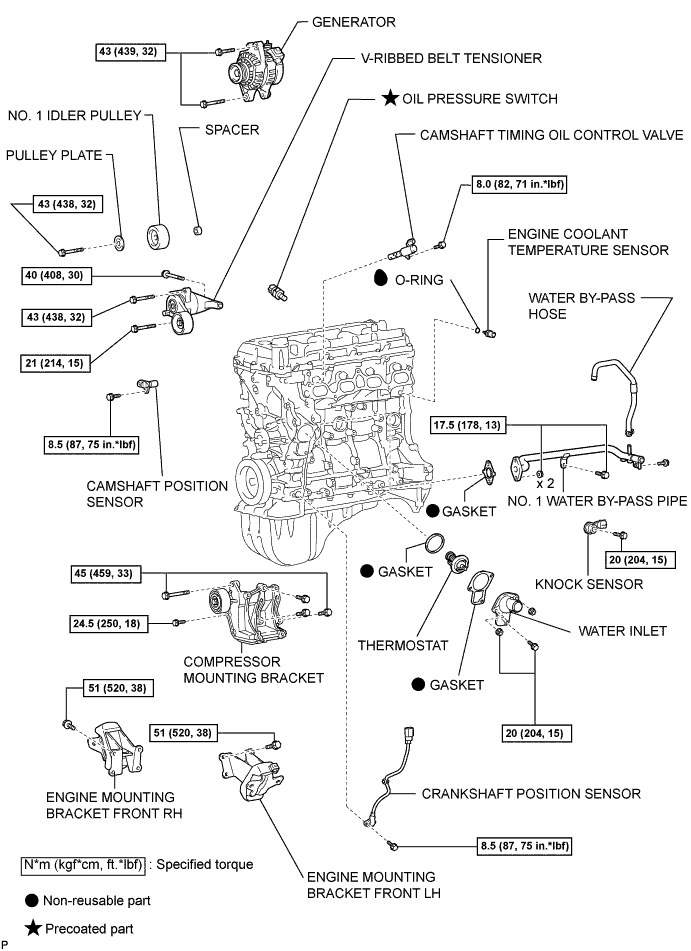 GENERATOR
43 (439, 32)
V-RIBBED BELT TENSIONER
OIL PRESSURE SWITCH
NO. 1 IDLER PULLEY
SPACER
CAMSHAFT TIMING OIL CONTROL VALVE
PULLEY PLATE
8.0 (82, 71 in.*lbf)
43 (438, 32)
ENGINE COOLANT
TEMPERATURE SENSOR
40 (408, 30)
O-RING
WATER BY-PASS
HOSE
43 (438, 32)
21 (214, 15)
17.5 (178, 13)
8.5 (87, 75 in.*lbf)
CAMSHAFT POSITION
SENSOR
x 2
NO. 1 WATER BY-PASS PIPE
GASKET
20 (204, 15)
GASKET
KNOCK SENSOR
45 (459, 33)
24.5 (250, 18)
WATER INLET
THERMOSTAT
COMPRESSOR
MOUNTING BRACKET
GASKET
51 (520, 38)
51 (520, 38)
20 (204, 15)
ENGINE MOUNTING
BRACKET FRONT RH
CRANKSHAFT POSITION SENSOR
8.5 (87, 75 in.*lbf)
N*m (kgf*cm, ft.*lbf) : Specified torque
ENGINE MOUNTING
BRACKET FRONT LH
Non-reusable part
Precoated part
P